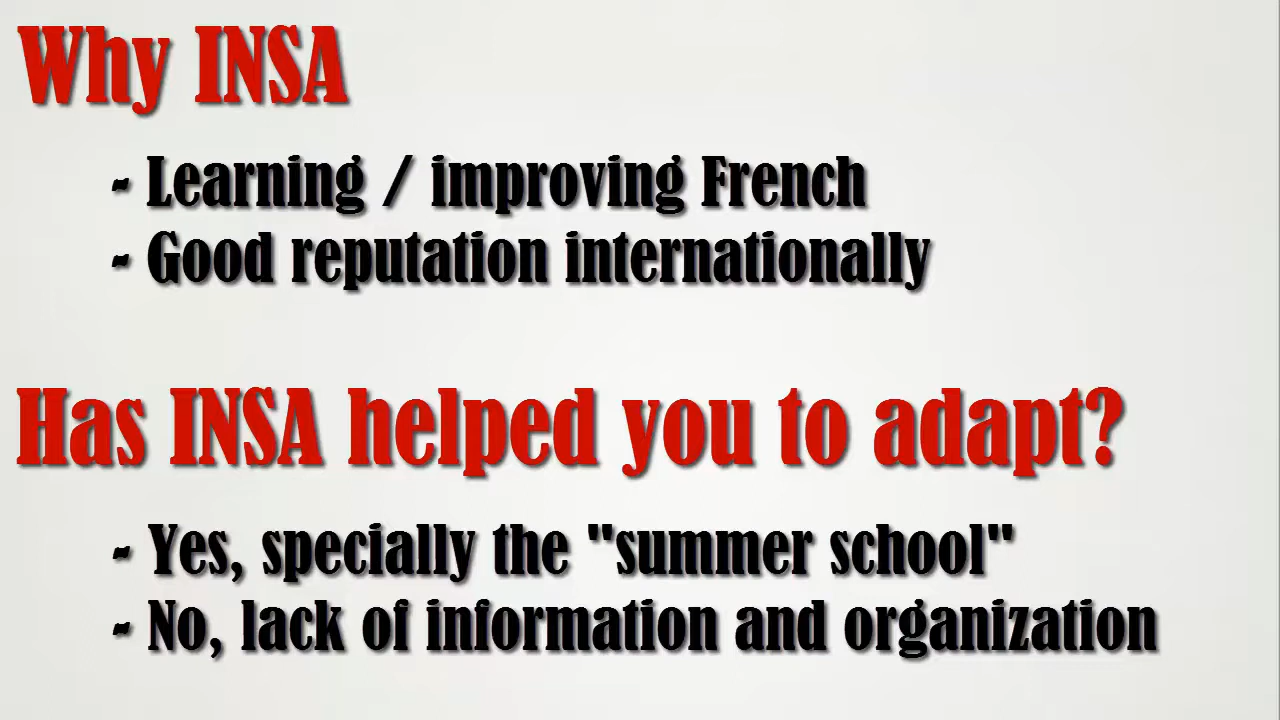 Why INSA
- Learning / improving French
- Good reputation internationally
Has INSA helped you to adapt?
- Yes, specially the "summer school"
- No, lack of information and organization